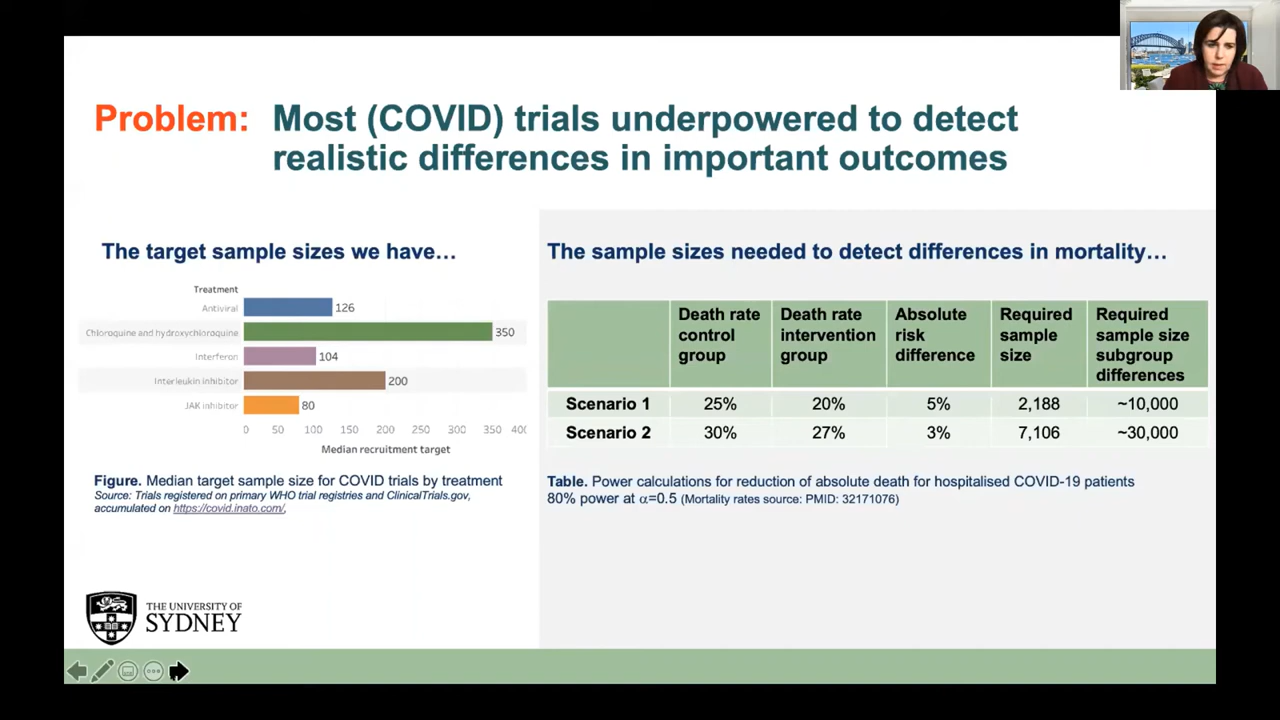 Problem: Most (COVID) trials underpowered to detect
realistic differences in important outcomes
The target sample sizes we have…
Treatment
Antiviral 126
Chloroquine and hydroxychloroquine 350
Interferon 104
Interleukin inhibitor 200
JAK inhibitor 80
0 50 100 150 200 250 300 350 400
Median recruitment target
Figure. Median target sample size for COVID trials by treatment
Source: Trials registered on primary WHO trial registries and ClinicalTrials.gov,
accumulated on https://covid.inato.com/,
The sample sizes needed to detect differences in mortality…
Death rate control group
Death rate intervention group
Absolute risk difference
Required sample size
Required sample size subgroup differences
Scenario 1 25% 20% 5% 2,188 ~10,000
Scenario 2 30% 27% 3% 7,106 ~30,000
Table. Power calculations for reduction of absolute death for hospitalised COVID-19 patients
80% power at α=0.5 (Mortality rates source: PMID: 32171076)
THE UNIVERSITY OF
SYDNEY